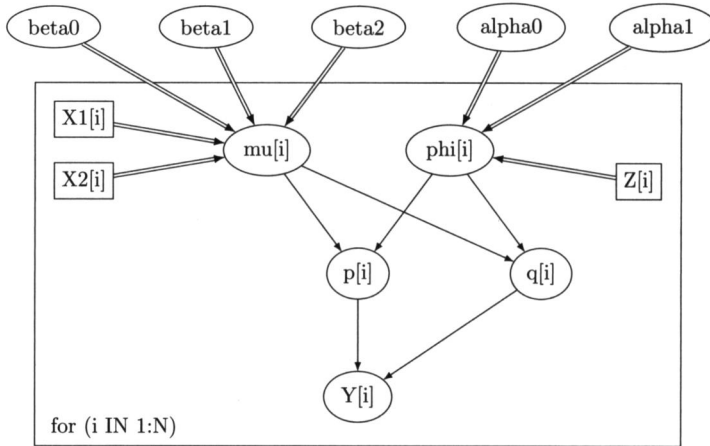 beta0 beta1 beta2 alpha0 alpha1
X1[i]
mu[i] phi[i]
X2[i] Z[i]
p[i] q[i]
Y[i]
for (i IN 1:N)